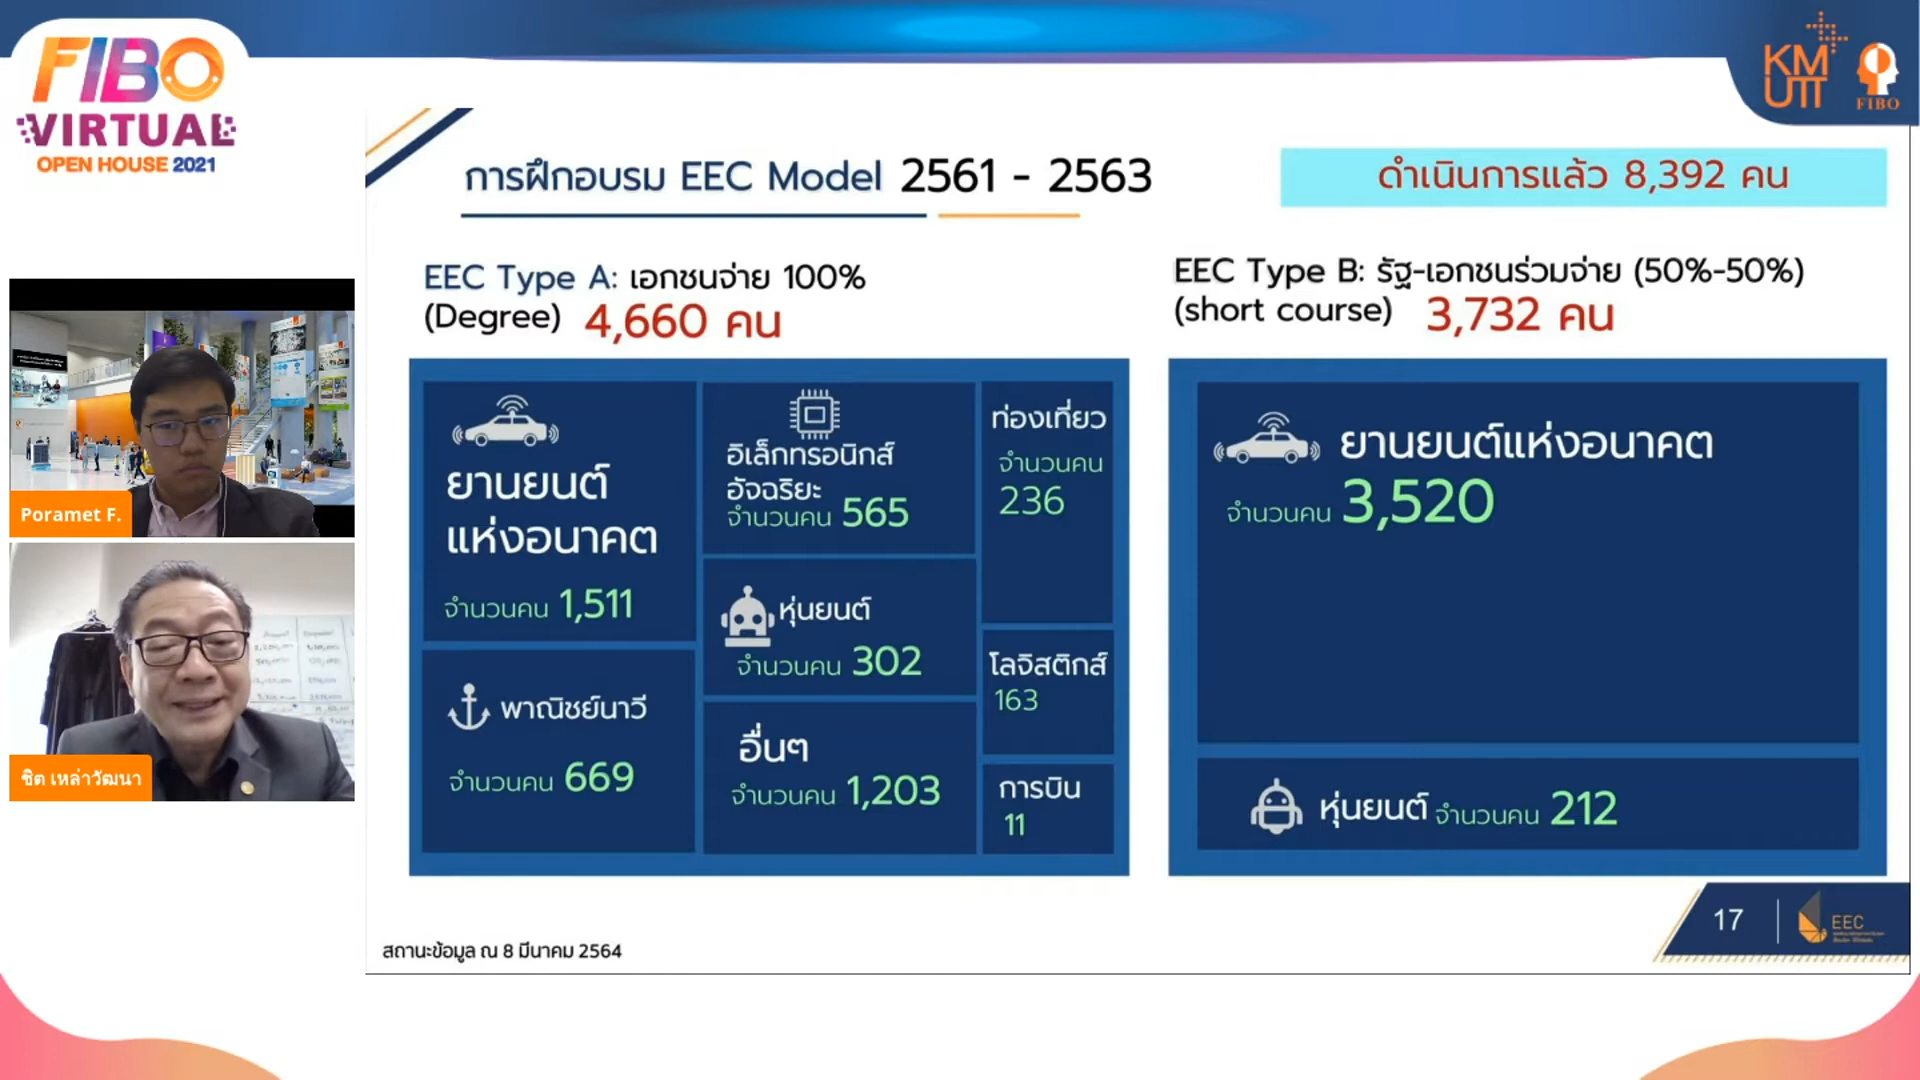 FIBO
VIRTUAL
OPEN HOUSE 2021
KM
UTT
FIBO
การฝึกอบรม EEC Model 2561 - 2563
ดำเนินการแล้ว 8,392 คน
EEC Type A: เอกชนจ่าย 100%
(Degree) 4,660 คน
EEC Type B: รัฐ-เอกชนร่วมจ่าย (50%-50%)
(short course) 3,732 คน
ยานยนต์
แห่งอนาคต
จำนวนคน 1,511
พาณิชย์นาวี
จำนวนคน 669
อิเล็กทรอนิกส์
อัจฉริยะ
จำนวนคน 565
หุ่นยนต์
จำนวนคน 302
อื่นๆ
จำนวนคน 1,203
ท่องเที่ยว
จำนวนคน
236
โลจิสติกส์
163
การบิน
11
ยานยนต์แห่งอนาคต
จำนวนคน 3,520
หุ่นยนต์ จำนวนคน 212
Poramet F.
ชิต เหล่าวัฒนา
สถานะข้อมูล ณ 8 มีนาคม 2564
17
EEC